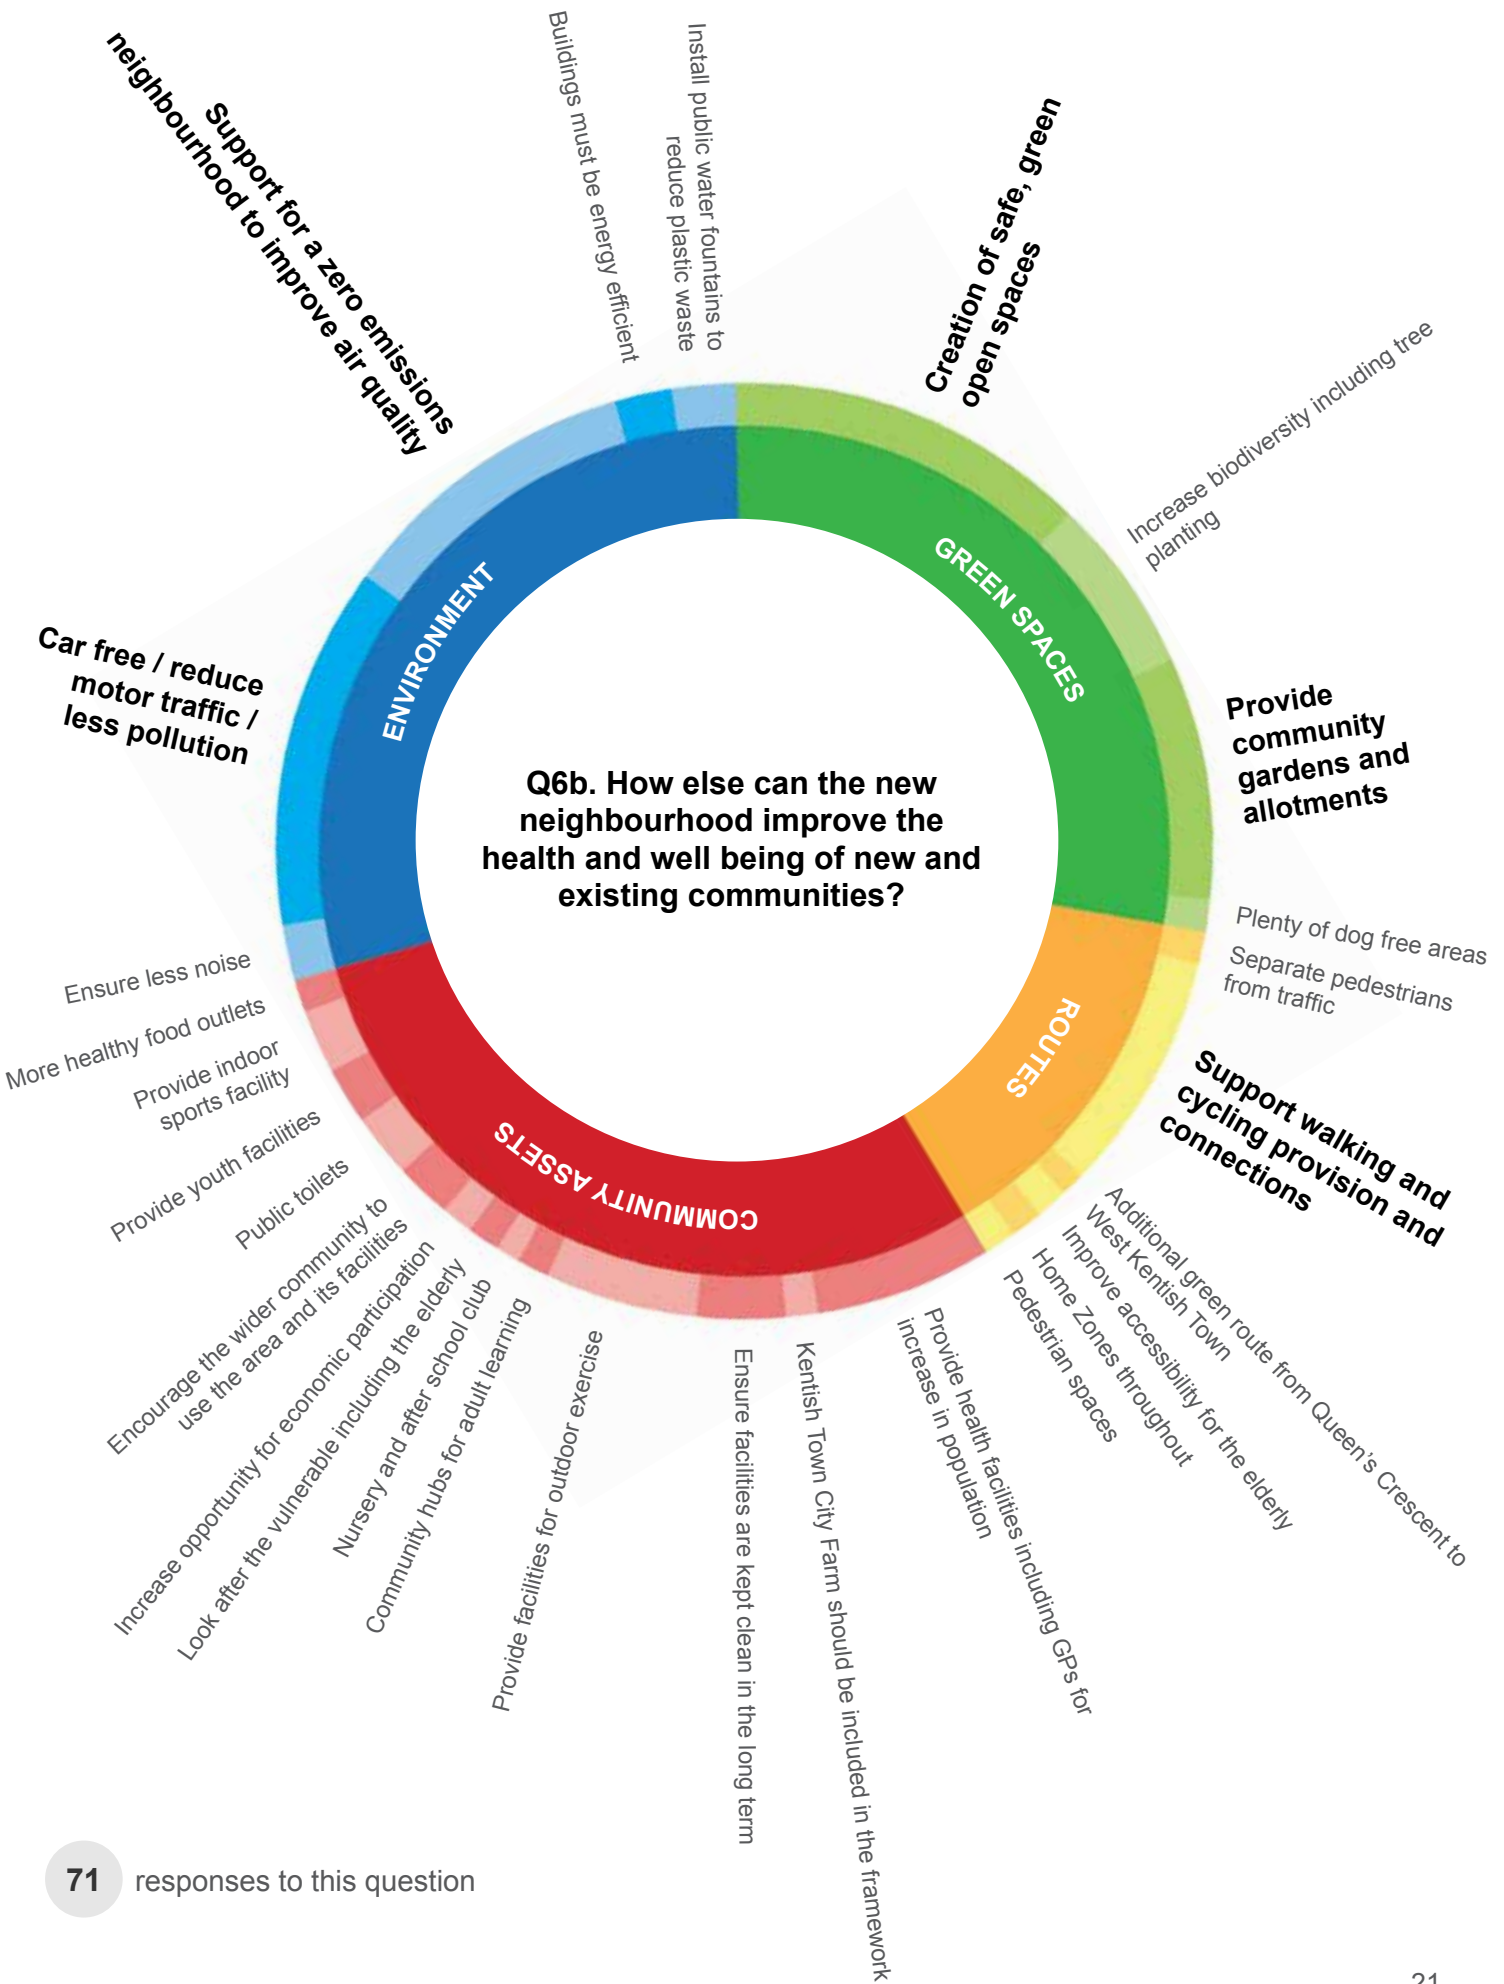 Q6b. How else can the new
neighbourhood improve the
health and well being of new and
existing communities?
GREEN SPACES
Creation of safe, green
open spaces
Increase biodiversity including tree
planting
Provide
community
gardens and
allotments
Plenty of dog free areas
ROUTES
Separate pedestrians
from traffic
Support walking and
cycling provision and
connections
Additional green route from Queen's Crescent to
West Kentish Town
Improve accessibility for the elderly
Home Zones throughout
Pedestrian spaces
COMMUNITY ASSETS
Provide health facilities including GPs for
increase in population
Kentish Town City Farm should be included in the framework
Ensure facilities are kept clean in the long term
Provide facilities for outdoor exercise
Community hubs for adult learning
Nursery and after school club
Look after the vulnerable including the elderly
Increase opportunity for economic participation
Encourage the wider community to
use the area and its facilities
Public toilets
Provide youth facilities
Provide indoor
sports facility
More healthy food outlets
ENVIRONMENT
Ensure less noise
Car free / reduce
motor traffic /
less pollution
Support for a zero emissions
neighbourhood to improve air quality
Buildings must be energy efficient
Install public water fountains to
reduce plastic waste
71 responses to this question
21